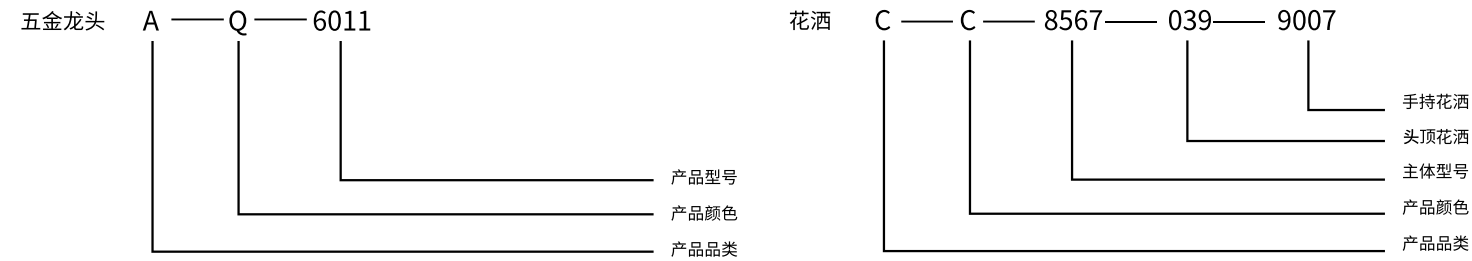 五金龙头 A — Q — 6011
产品型号
产品颜色
产品品类
花洒 C — C — 8567 — 039 — 9007
手持花洒
头顶花洒
主体型号
产品颜色
产品品类